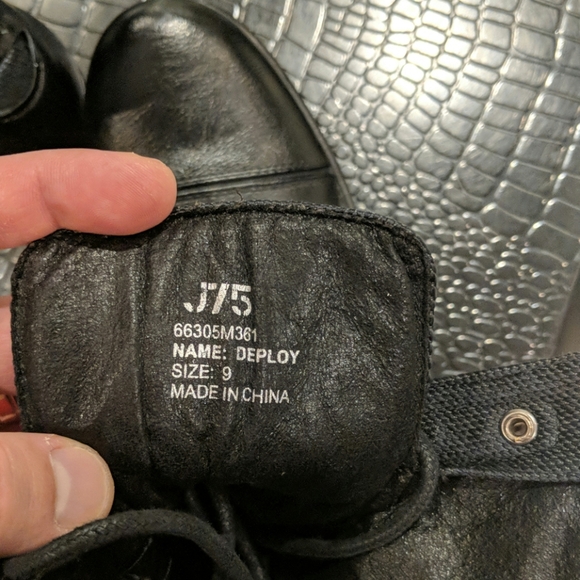 J75
66305M361
NAME: DEPLOY
SIZE: 9
MADE IN CHINA